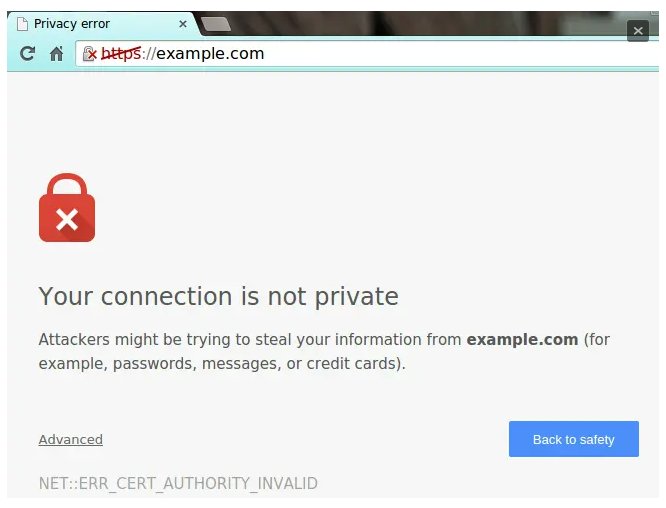 Privacy error
https://example.com
Your connection is not private
Attackers might be trying to steal your information from example.com (for
example, passwords, messages, or credit cards).
Advanced
Back to safety
NET::ERR_CERT_AUTHORITY_INVALID